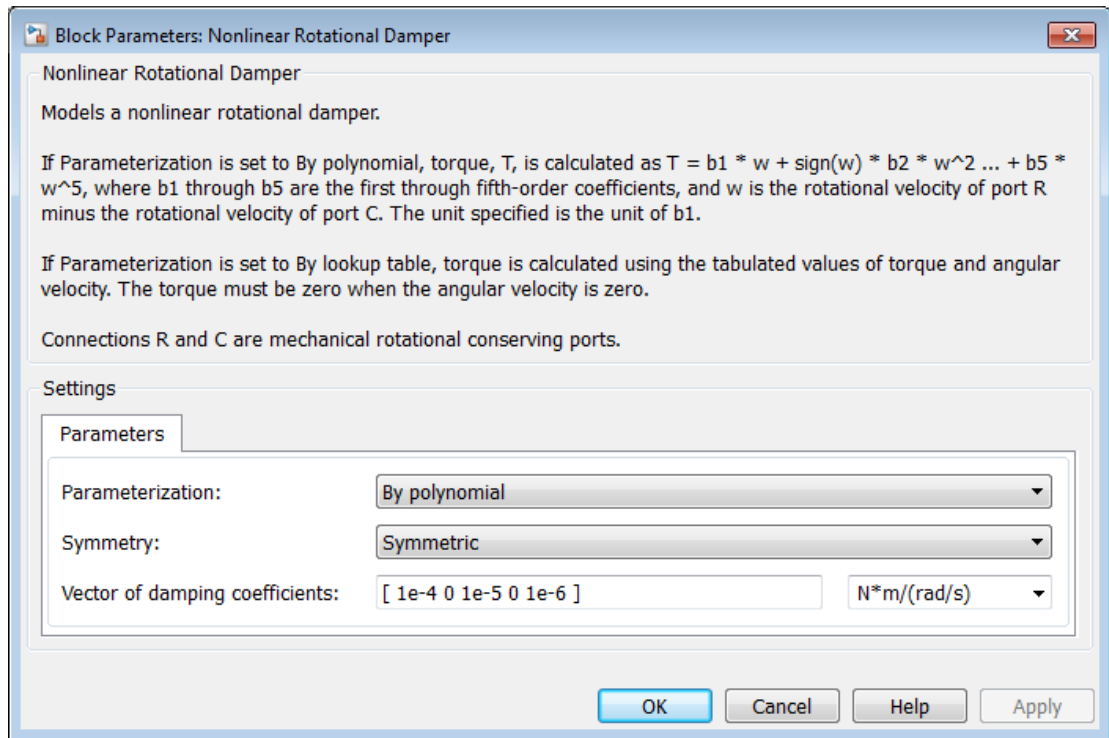 Block Parameters: Nonlinear Rotational Damper
Nonlinear Rotational Damper
Models a nonlinear rotational damper.
If Parameterization is set to By polynomial, torque, T, is calculated as T = b1 * w + sign(w) * b2 * w^2 ... + b5 *
w^5, where b1 through b5 are the first through fifth-order coefficients, and w is the rotational velocity of port R
minus the rotational velocity of port C. The unit specified is the unit of b1.
If Parameterization is set to By lookup table, torque is calculated using the tabulated values of torque and angular
velocity. The torque must be zero when the angular velocity is zero.
Connections R and C are mechanical rotational conserving ports.
Settings
Parameters
Parameterization: By polynomial
Symmetry: Symmetric
Vector of damping coefficients: [ 1e-4 0 1e-5 0 1e-6 ] N*m/(rad/s)
OK Cancel Help Apply